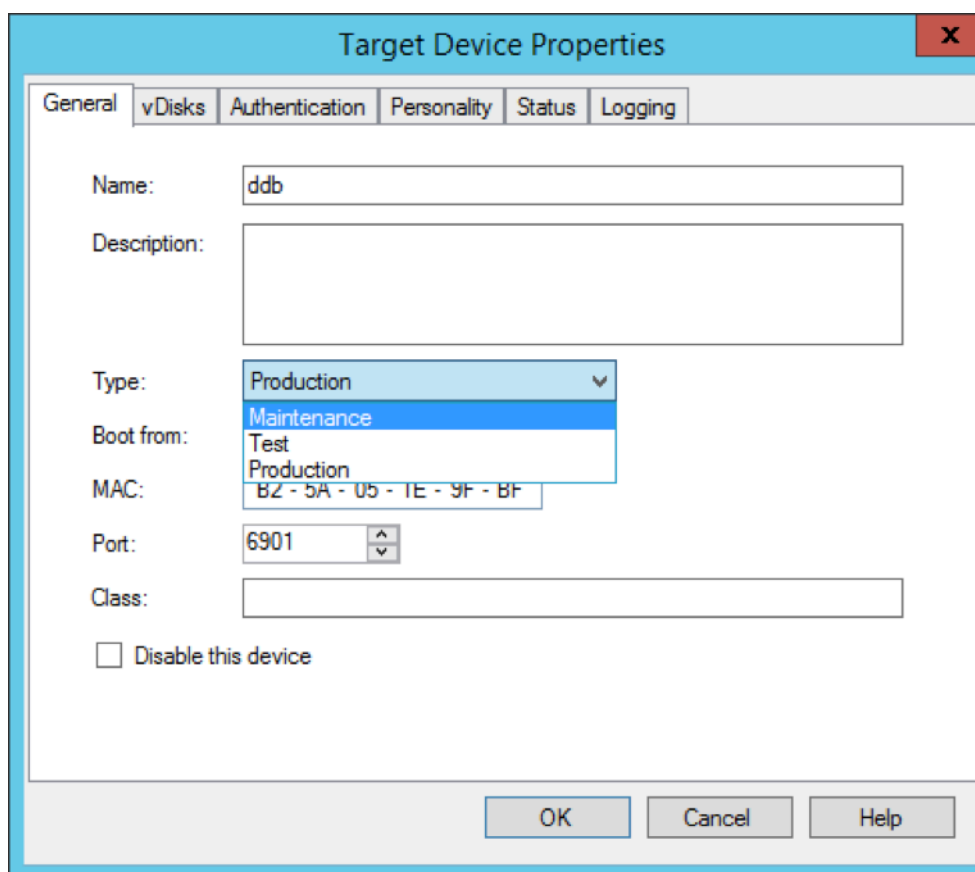 Target Device Properties
x
General vDisks Authentication Personality Status Logging
Name: ddb
Description:
Type: Production
Maintenance
Boot from: Test
Production
MAC: B2 - 5A - 05 - 1E - 9F - BF
Port: 6901
Class:
Disable this device
OK Cancel Help